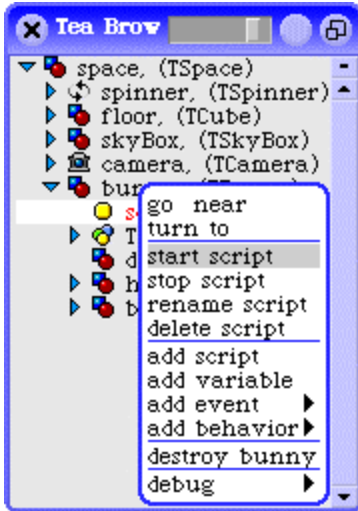 Tea Brow
space, (TSpace)
spinner, (TSpinner)
floor, (TCube)
skyBox, (TSkyBox)
camera, (TCamera)
go near
turn to
start script
stop script
rename script
delete script
add script
add variable
add event
add behavior
destroy bunny
debug